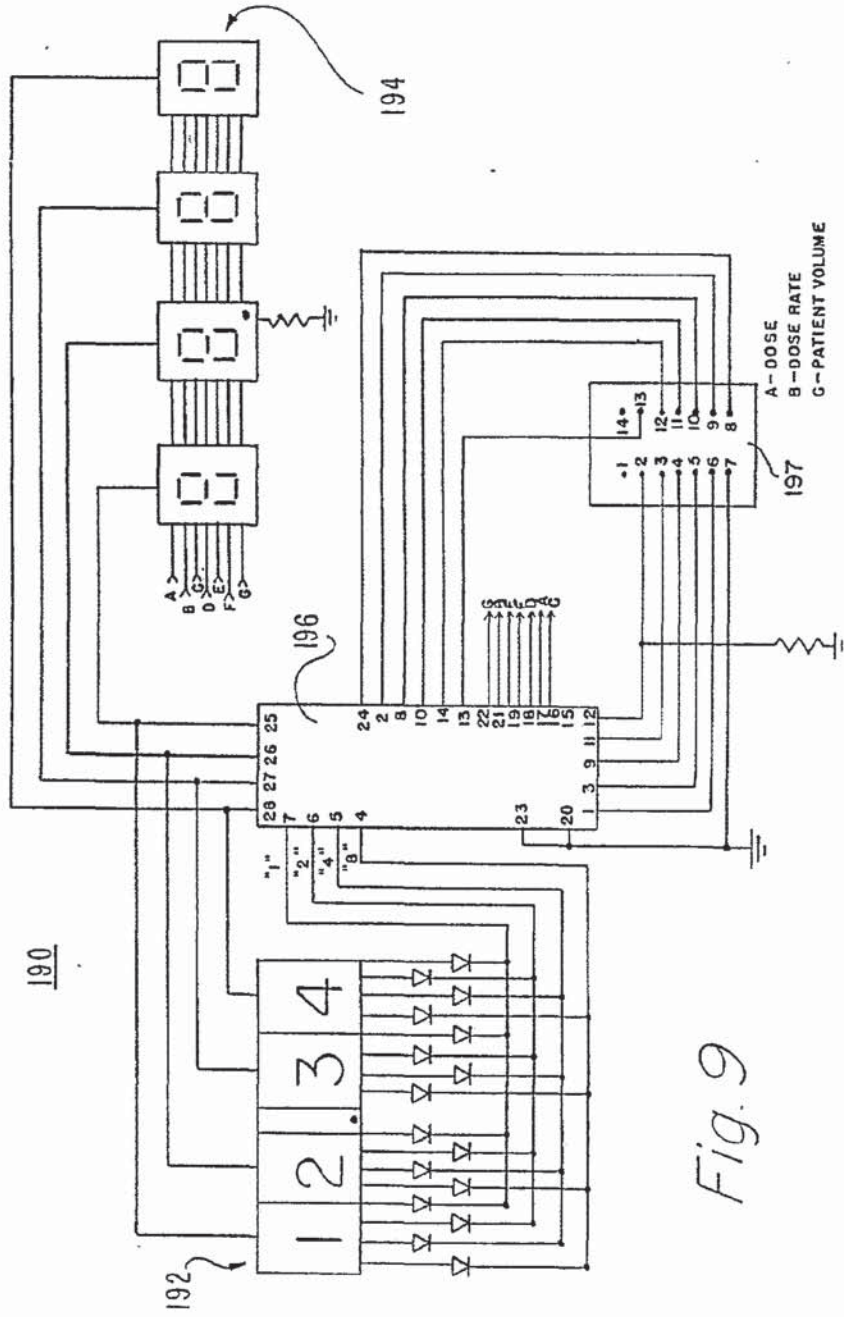 190
192
1 2 3 4
194
A
B
C
D
E
F
G
196
28 27 26 25
7 "1"
6 "2"
5 "4"
4 "8"
23
20
24
2
8
10
14
13
22 G
21 B
19
18
17 D
16 A
15 C
1 3 9 11 12
197
1 14
2 13
3 12
4 11
5 10
6 9
7 8
A-DOSE
B-DOSE RATE
C-PATIENT VOLUME
Fig. 9